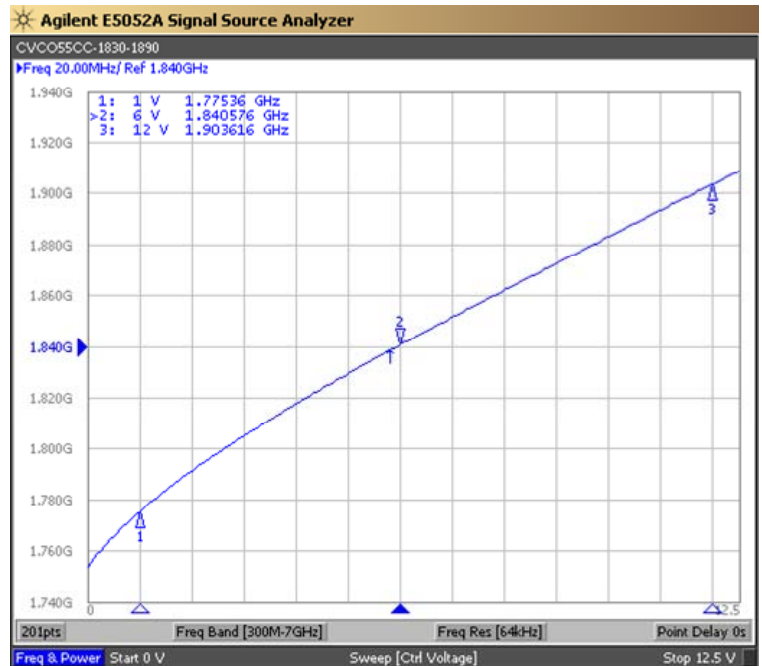 Agilent E5052A Signal Source Analyzer
CVCO55CC-1830-1890
▶Freq 20.00MHz/ Ref 1.840GHz
1.940G
1: 1 V 1.77536 GHz
>2: 6 V 1.840576 GHz
3: 12 V 1.903616 GHz
1.920G
1.900G
3
1.880G
1.860G
2
1.840G
1.820G
1.800G
1.780G
1
1.760G
1.740G
0 12.5
201pts Freq Band [300M-7GHz] Freq Res [64kHz] Point Delay 0s
Freq & Power Start 0 V Sweep [Ctrl Voltage] Stop 12.5 V